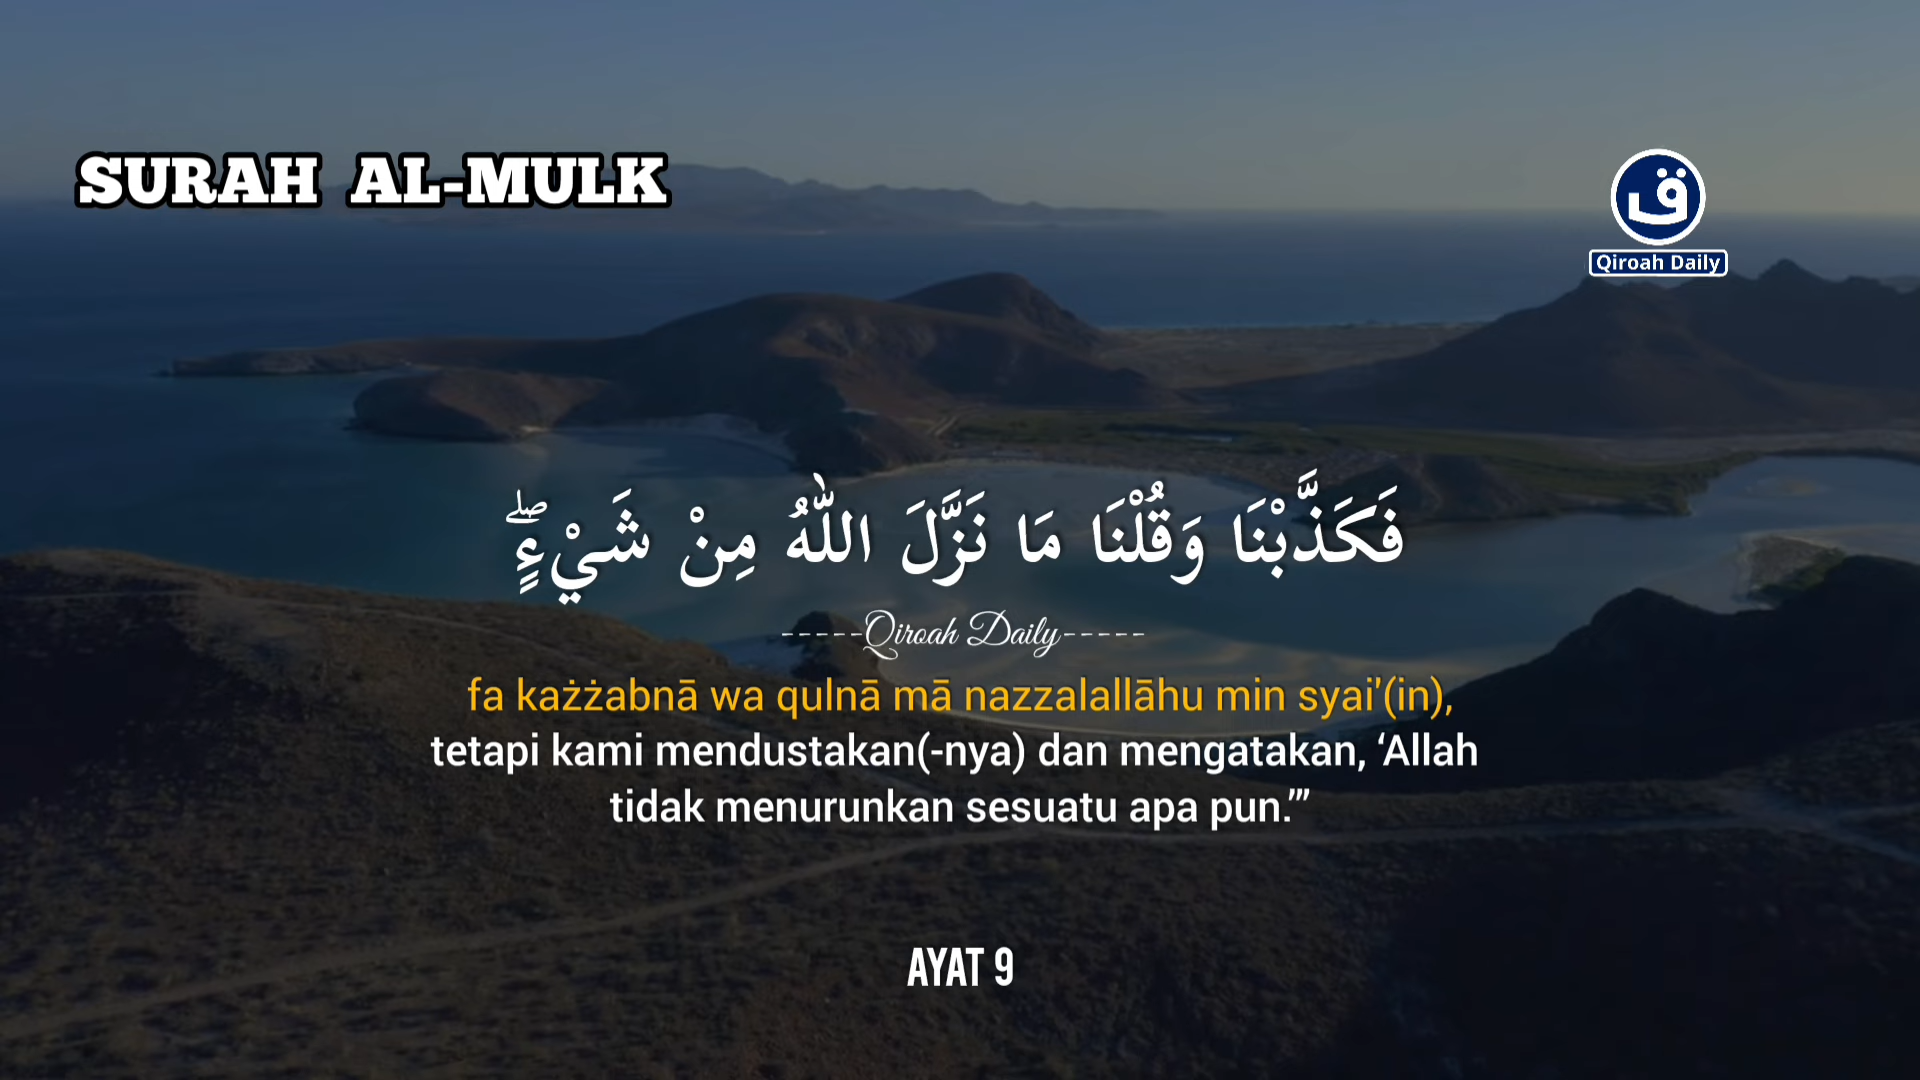 SURAH AL-MULK
ق
Qiroah Daily
فَكَذَّبْنَا وَقُلْنَا مَا نَزَّلَ اللّٰهُ مِنْ شَيْءٍۖ
-----Qiroah Daily-----
fa każżabnā wa qulnā mā nazzalallāhu min syai'(in),
tetapi kami mendustakan(-nya) dan mengatakan, ‘Allah
tidak menurunkan sesuatu apa pun.’”
AYAT 9